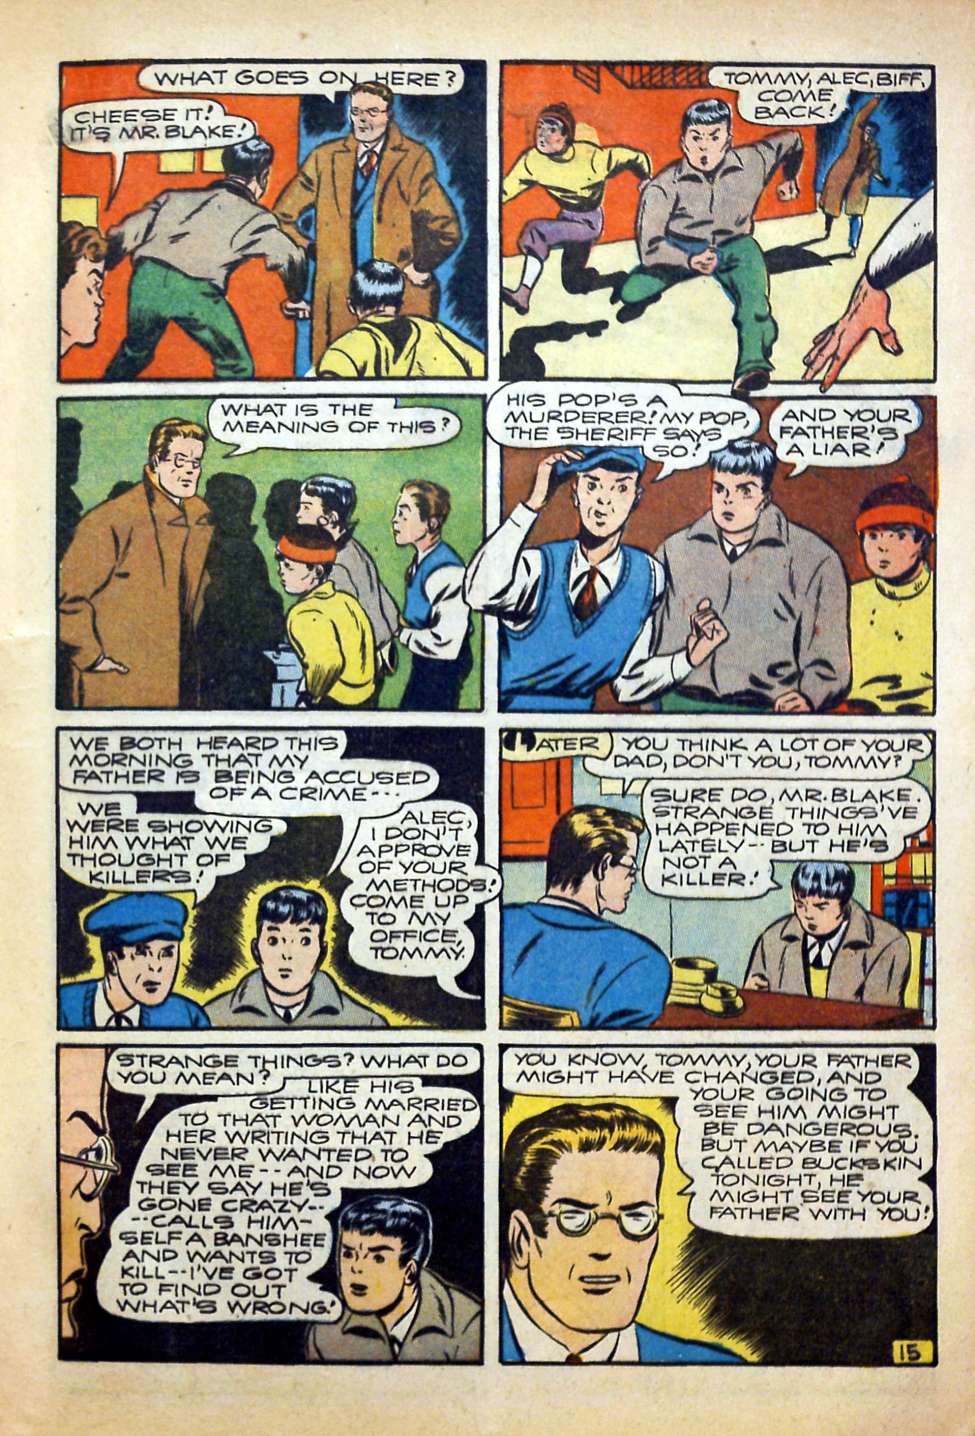 WHAT GOES ON HERE?
CHEESE IT!
IT'S MR. BLAKE!
TOMMY, ALEC, BIFF,
COME
BACK!
WHAT IS THE
MEANING OF THIS?
HIS POP'S A
MURDERER! MY POP,
THE SHERIFF SAYS
SO!
AND YOUR
FATHER'S
A LIAR!
WE BOTH HEARD THIS
MORNING THAT MY
FATHER IS BEING ACCUSED
OF A CRIME---
WE
WERE SHOWING
HIM WHAT WE
THOUGHT OF
KILLERS!
ALEC,
I DON'T
APPROVE
OF YOUR
METHODS!
COME UP
TO MY
OFFICE,
TOMMY.
LATER
YOU THINK A LOT OF YOUR
DAD, DON'T YOU, TOMMY?
SURE DO, MR. BLAKE.
STRANGE THINGS'VE
HAPPENED TO HIM
LATELY-- BUT HE'S
NOT A
KILLER!
STRANGE THINGS? WHAT DO
YOU MEAN?
LIKE HIS
GETTING MARRIED
TO THAT WOMAN AND
HER WRITING THAT HE
NEVER WANTED TO
SEE ME -- AND NOW
THEY SAY HE'S
GONE CRAZY--
--CALLS HIM-
SELF A BANSHEE
AND WANTS TO
KILL-- I'VE GOT
TO FIND OUT
WHAT'S WRONG!
YOU KNOW, TOMMY, YOUR FATHER
MIGHT HAVE CHANGED, AND
YOUR GOING TO
SEE HIM MIGHT
BE DANGEROUS.
BUT MAYBE IF YOU
CALLED BUCKSKIN
TONIGHT, HE
MIGHT SEE YOUR
FATHER WITH YOU!
15